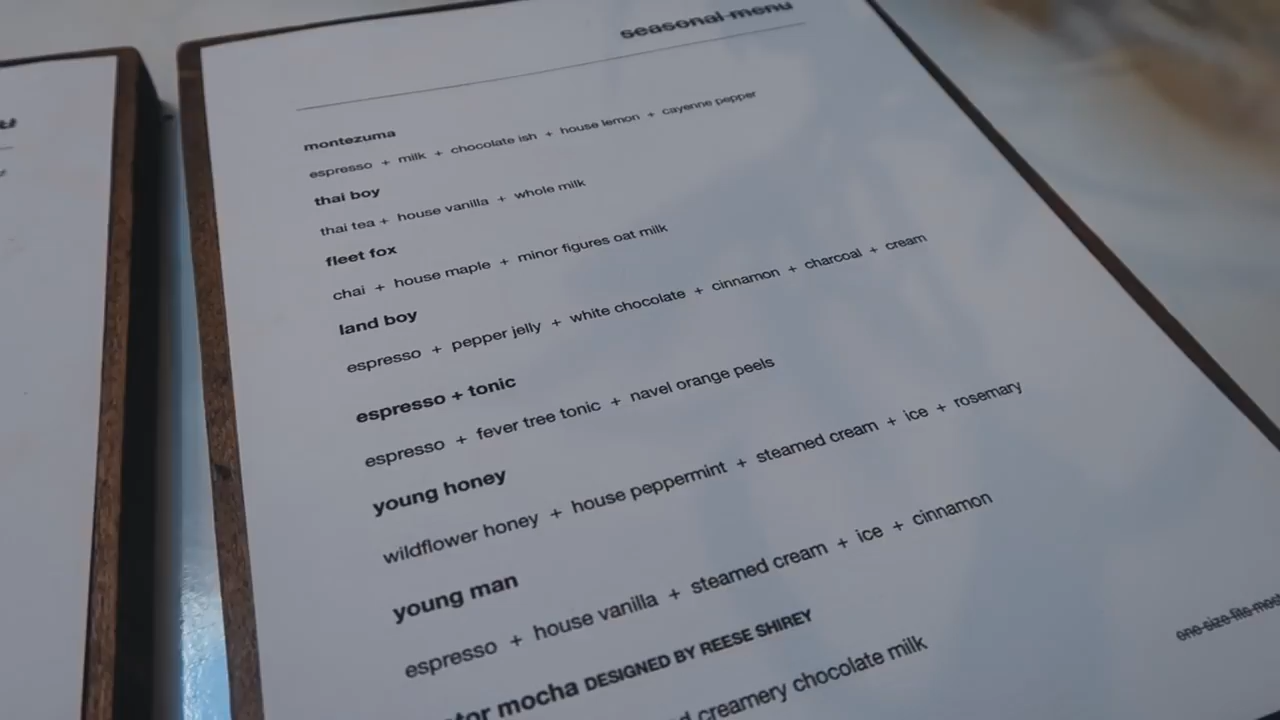 seasonal menu
montezuma
espresso + milk + chocolate ish + house lemon + cayenne pepper
thai boy
thai tea + house vanilla + whole milk
fleet fox
chai + house maple + minor figures oat milk
land boy
espresso + pepper jelly + white chocolate + cinnamon + charcoal + cream
espresso + tonic
espresso + fever tree tonic + navel orange peels
young honey
wildflower honey + house peppermint + steamed cream + ice + rosemary
young man
espresso + house vanilla + steamed cream + ice + cinnamon
mocha DESIGNED BY REESE SHIREY
creamery chocolate milk
one-size-fits-most